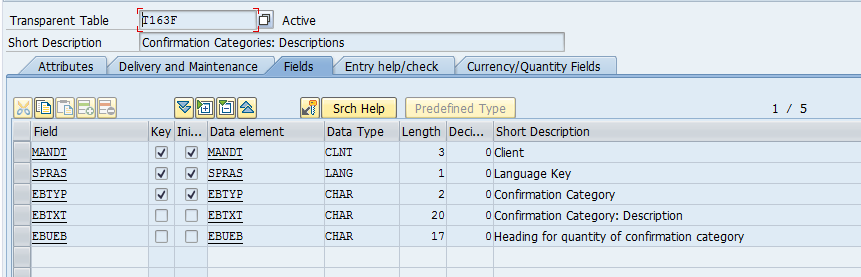 Transparent Table T163F Active
Short Description Confirmation Categories: Descriptions
Attributes Delivery and Maintenance Fields Entry help/check Currency/Quantity Fields
Srch Help Predefined Type 1 / 5
Field Key Ini... Data element Data Type Length Deci... Short Description
MANDT MANDT CLNT 3 0 Client
SPRAS SPRAS LANG 1 0 Language Key
EBTYP EBTYP CHAR 2 0 Confirmation Category
EBTXT EBTXT CHAR 20 0 Confirmation Category: Description
EBUEB EBUEB CHAR 17 0 Heading for quantity of confirmation category